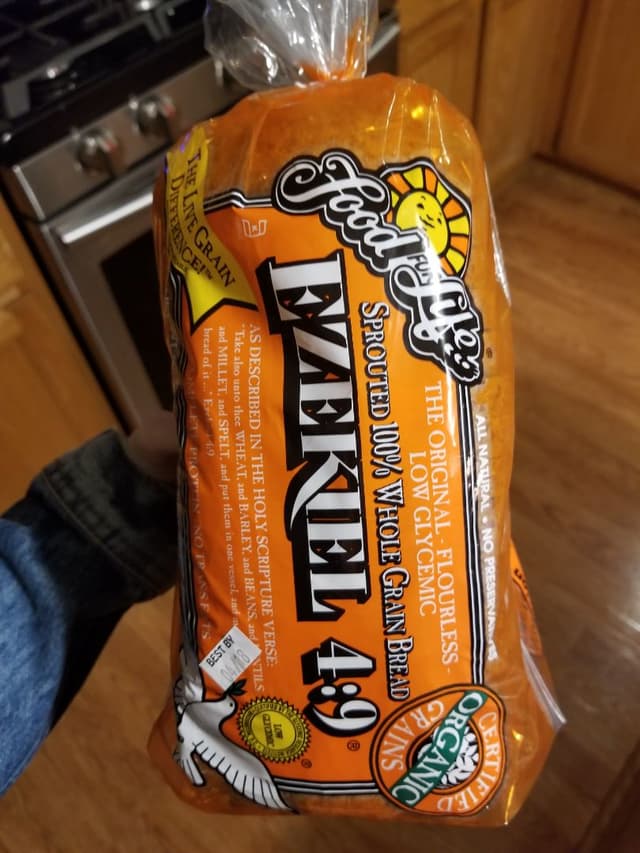 Food FOR Life
THE LIVE GRAIN
DIFFERENCE!™
ALL NATURAL • NO PRESERVATIVES
THE ORIGINAL - FLOURLESS
LOW GLYCEMIC
SPROUTED 100% WHOLE GRAIN BREAD
EZEKIEL 4:9®
AS DESCRIBED IN THE HOLY SCRIPTURE VERSE:
"Take also unto thee WHEAT, and BARLEY, and BEANS, and
and MILLET, and SPELT, and put them in one vessel, and
bread of it...
BEST BY
CERTIFIED
ORGANIC
GRAINS
LOW
GLYCEMIC